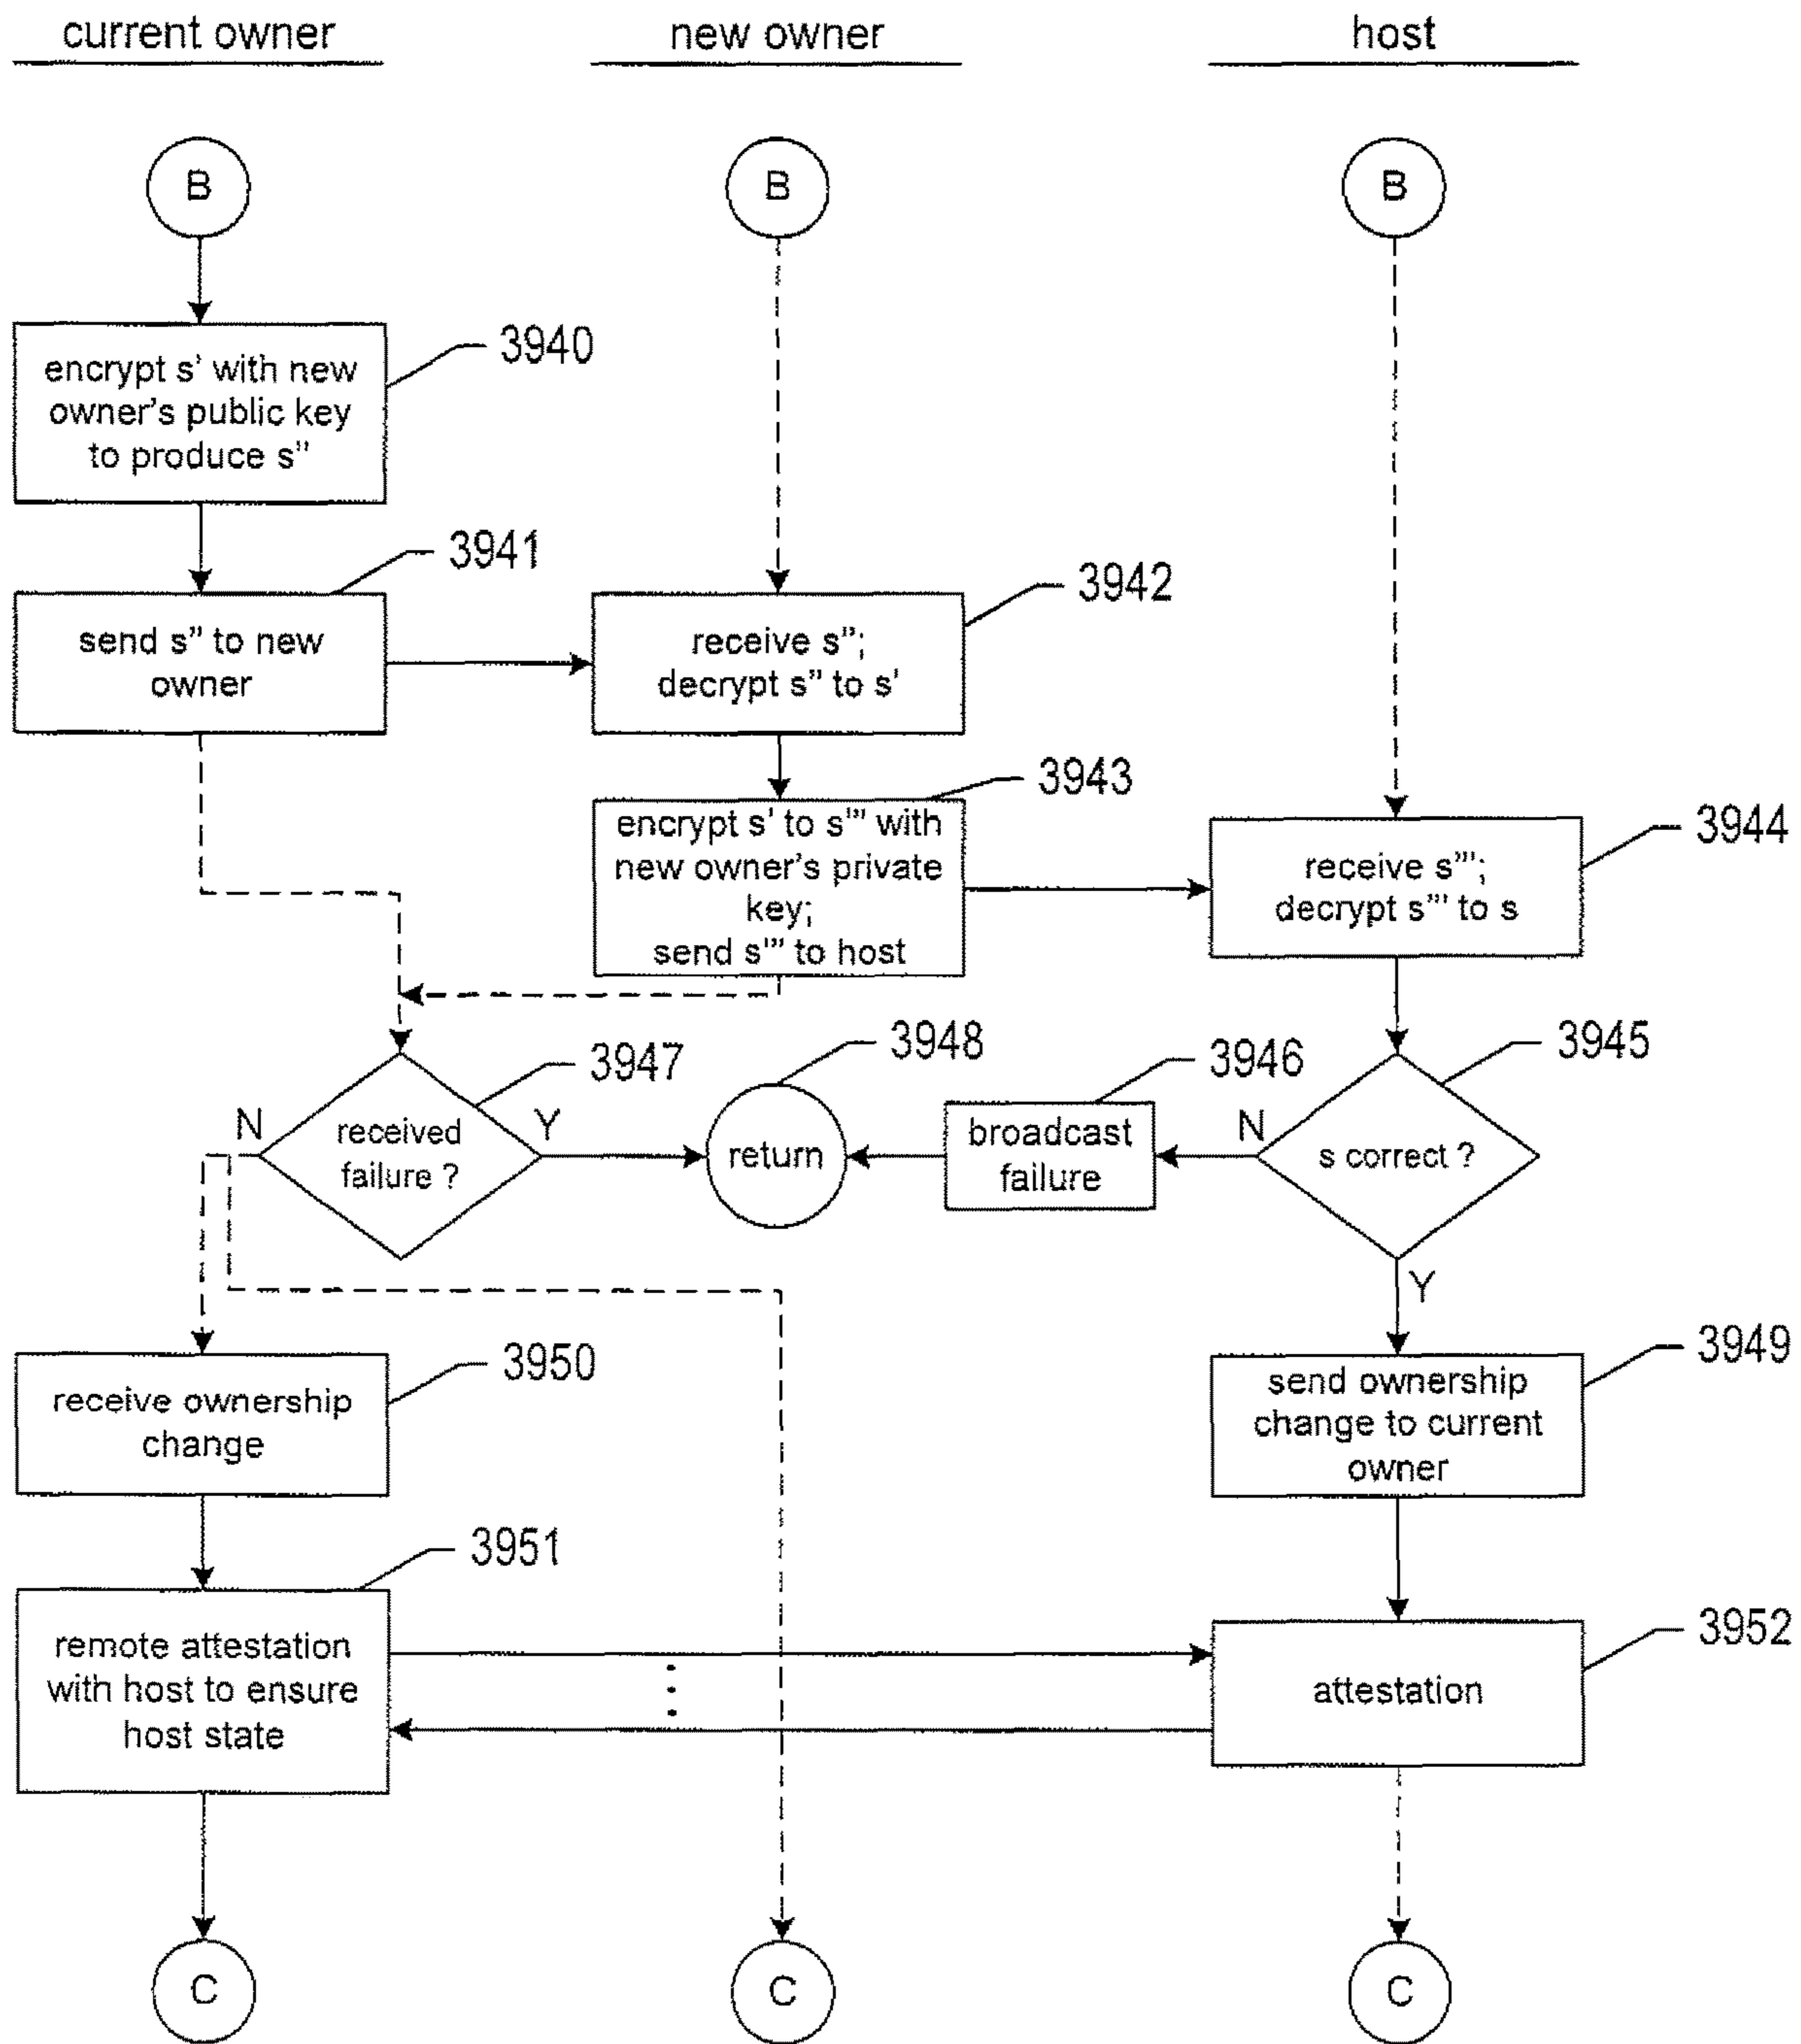 current owner
new owner
host
B
B
B
3940
encrypt s' with new
owner's public key
to produce s"
3941
send s" to new
owner
3942
receive s";
decrypt s" to s'
3943
encrypt s' to s'" with
new owner's private
key;
send s'" to host
3944
receive s'";
decrypt s'" to s
3945
s correct ?
N
Y
3946
broadcast
failure
3947
received
failure ?
N
Y
3948
return
3949
send ownership
change to current
owner
3950
receive ownership
change
3951
remote attestation
with host to ensure
host state
3952
attestation
C
C
C